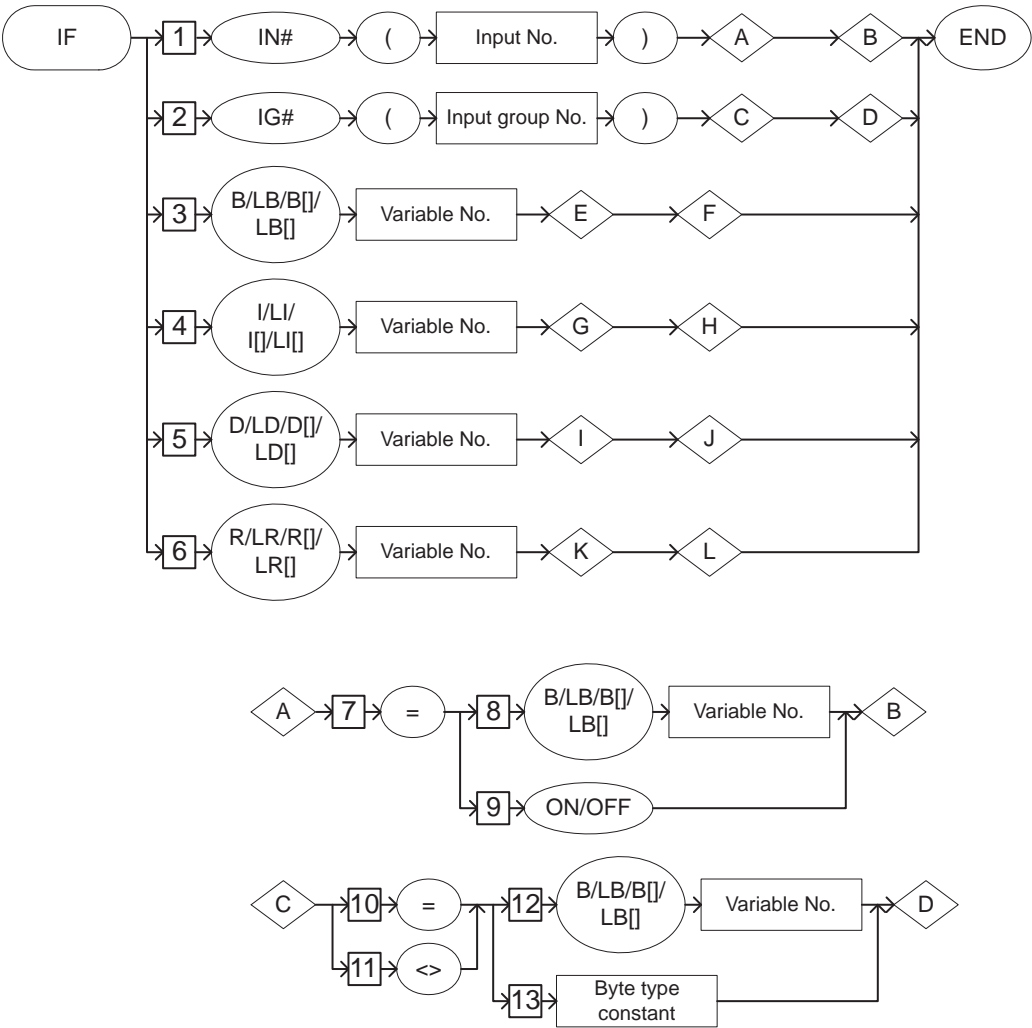 IF 1 IN# ( Input No. ) A B END
2 IG# ( Input group No. ) C D
3 B/LB/B[]/
LB[] Variable No. E F
4 I/LI/
I[]/LI[] Variable No. G H
5 D/LD/D[]/
LD[] Variable No. I J
6 R/LR/R[]/
LR[] Variable No. K L
A 7 = 8 B/LB/B[]/
LB[] Variable No. B
9 ON/OFF
C 10 = 12 B/LB/B[]/
LB[] Variable No. D
11 <>
13 Byte type
constant